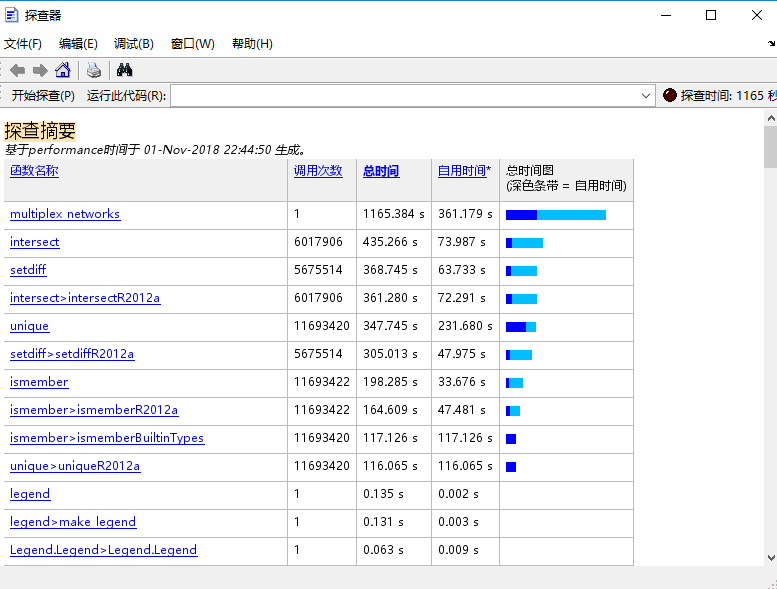 探查器
文件(F) 编辑(E) 调试(B) 窗口(W) 帮助(H)
开始探查(P) 运行此代码(R): 探查时间: 1165 秒
探查摘要
基于performance时间于 01-Nov-2018 22:44:50 生成。
函数名称 调用次数 总时间 自用时间* 总时间图
(深色条带 = 自用时间)
multiplex_networks 1 1165.384 s 361.179 s
intersect 6017906 435.266 s 73.987 s
setdiff 5675514 368.745 s 63.733 s
intersect>intersectR2012a 6017906 361.280 s 72.291 s
unique 11693420 347.745 s 231.680 s
setdiff>setdiffR2012a 5675514 305.013 s 47.975 s
ismember 11693422 198.285 s 33.676 s
ismember>ismemberR2012a 11693422 164.609 s 47.481 s
ismember>ismemberBuiltinTypes 11693420 117.126 s 117.126 s
unique>uniqueR2012a 11693420 116.065 s 116.065 s
legend 1 0.135 s 0.002 s
legend>make_legend 1 0.131 s 0.003 s
Legend.Legend>Legend.Legend 1 0.063 s 0.009 s